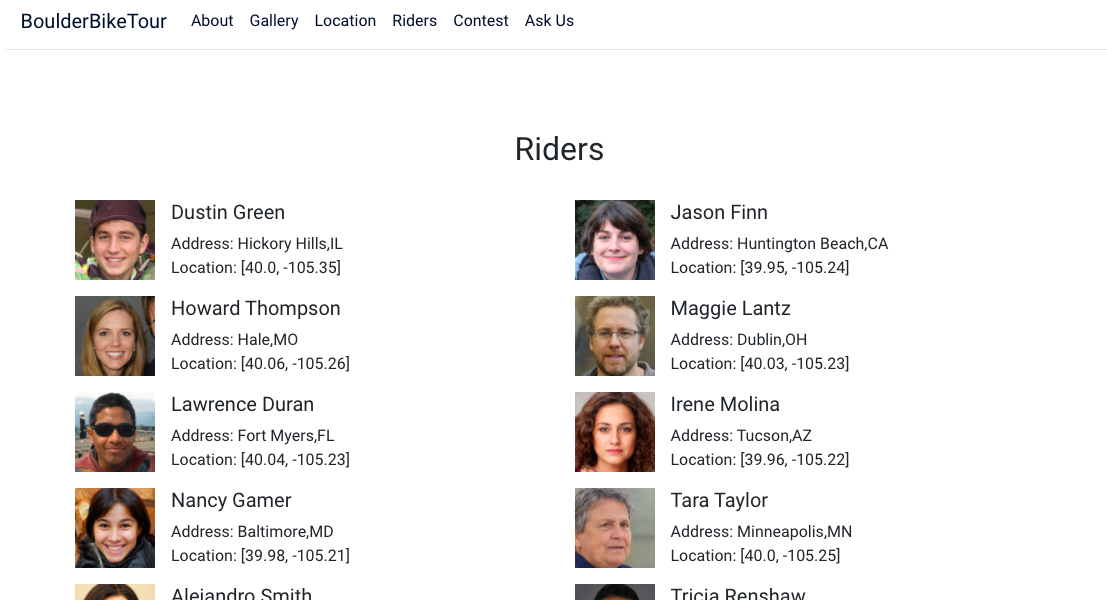 BoulderBikeTour About Gallery Location Riders Contest Ask Us
Riders
Dustin Green
Address: Hickory Hills,IL
Location: [40.0, -105.35]
Jason Finn
Address: Huntington Beach,CA
Location: [39.95, -105.24]
Howard Thompson
Address: Hale,MO
Location: [40.06, -105.26]
Maggie Lantz
Address: Dublin,OH
Location: [40.03, -105.23]
Lawrence Duran
Address: Fort Myers,FL
Location: [40.04, -105.23]
Irene Molina
Address: Tucson,AZ
Location: [39.96, -105.22]
Nancy Gamer
Address: Baltimore,MD
Location: [39.98, -105.21]
Tara Taylor
Address: Minneapolis,MN
Location: [40.0, -105.25]
Alejandro Smith
Tricia Renshaw